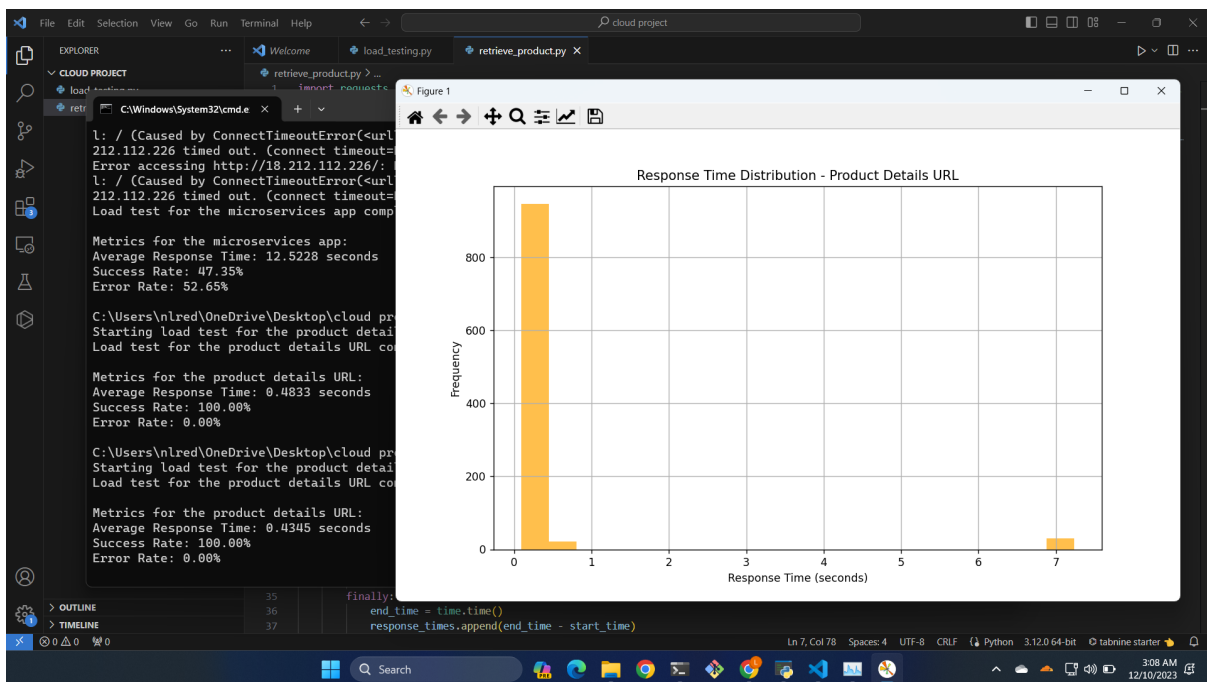 File Edit Selection View Go Run Terminal Help
cloud project
EXPLORER
Welcome
load_testing.py
retrieve_product.py
CLOUD PROJECT
retrieve_product.py > ...
1 import requests
C:\Windows\System32\cmd.e
Figure 1
l: / (Caused by ConnectTimeoutError(<url
212.112.226 timed out. (connect timeout=
Error accessing http://18.212.112.226/:
l: / (Caused by ConnectTimeoutError(<url
212.112.226 timed out. (connect timeout=
Load test for the microservices app comp
Metrics for the microservices app:
Average Response Time: 12.5228 seconds
Success Rate: 47.35%
Error Rate: 52.65%
C:\Users\nlred\OneDrive\Desktop\cloud pr
Starting load test for the product detai
Load test for the product details URL co
Metrics for the product details URL:
Average Response Time: 0.4833 seconds
Success Rate: 100.00%
Error Rate: 0.00%
C:\Users\nlred\OneDrive\Desktop\cloud pr
Starting load test for the product detai
Load test for the product details URL co
Metrics for the product details URL:
Average Response Time: 0.4345 seconds
Success Rate: 100.00%
Error Rate: 0.00%
Response Time Distribution - Product Details URL
Frequency
800
600
400
200
0
0 1 2 3 4 5 6 7
Response Time (seconds)
35 finally:
36 end_time = time.time()
37 response_times.append(end_time - start_time)
OUTLINE
TIMELINE
0 0 0
Ln 7, Col 78 Spaces: 4 UTF-8 CRLF Python 3.12.0 64-bit tabnine starter
Search
3:08 AM
12/10/2023